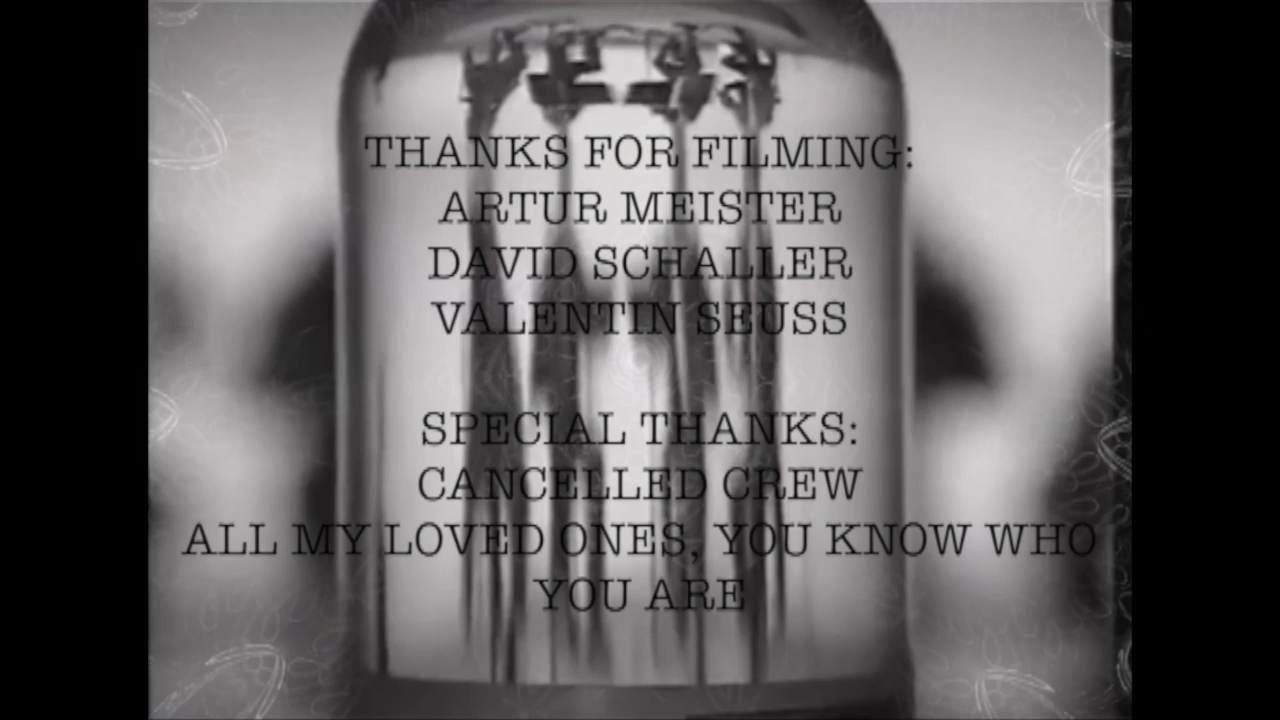 THANKS FOR FILMING:
ARTUR MEISTER
DAVID SCHALLER
VALENTIN SEUSS
SPECIAL THANKS:
CANCELLED CREW
ALL MY LOVED ONES, YOU KNOW WHO
YOU ARE